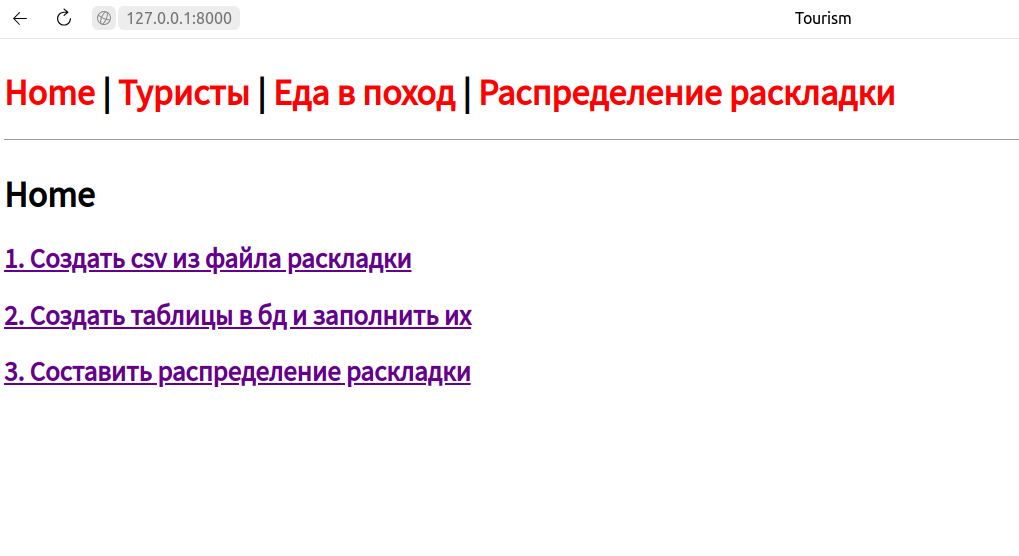 127.0.0.1:8000 Tourism
Home | Туристы | Еда в поход | Распределение раскладки
Home
1. Создать csv из файла раскладки
2. Создать таблицы в бд и заполнить их
3. Составить распределение раскладки